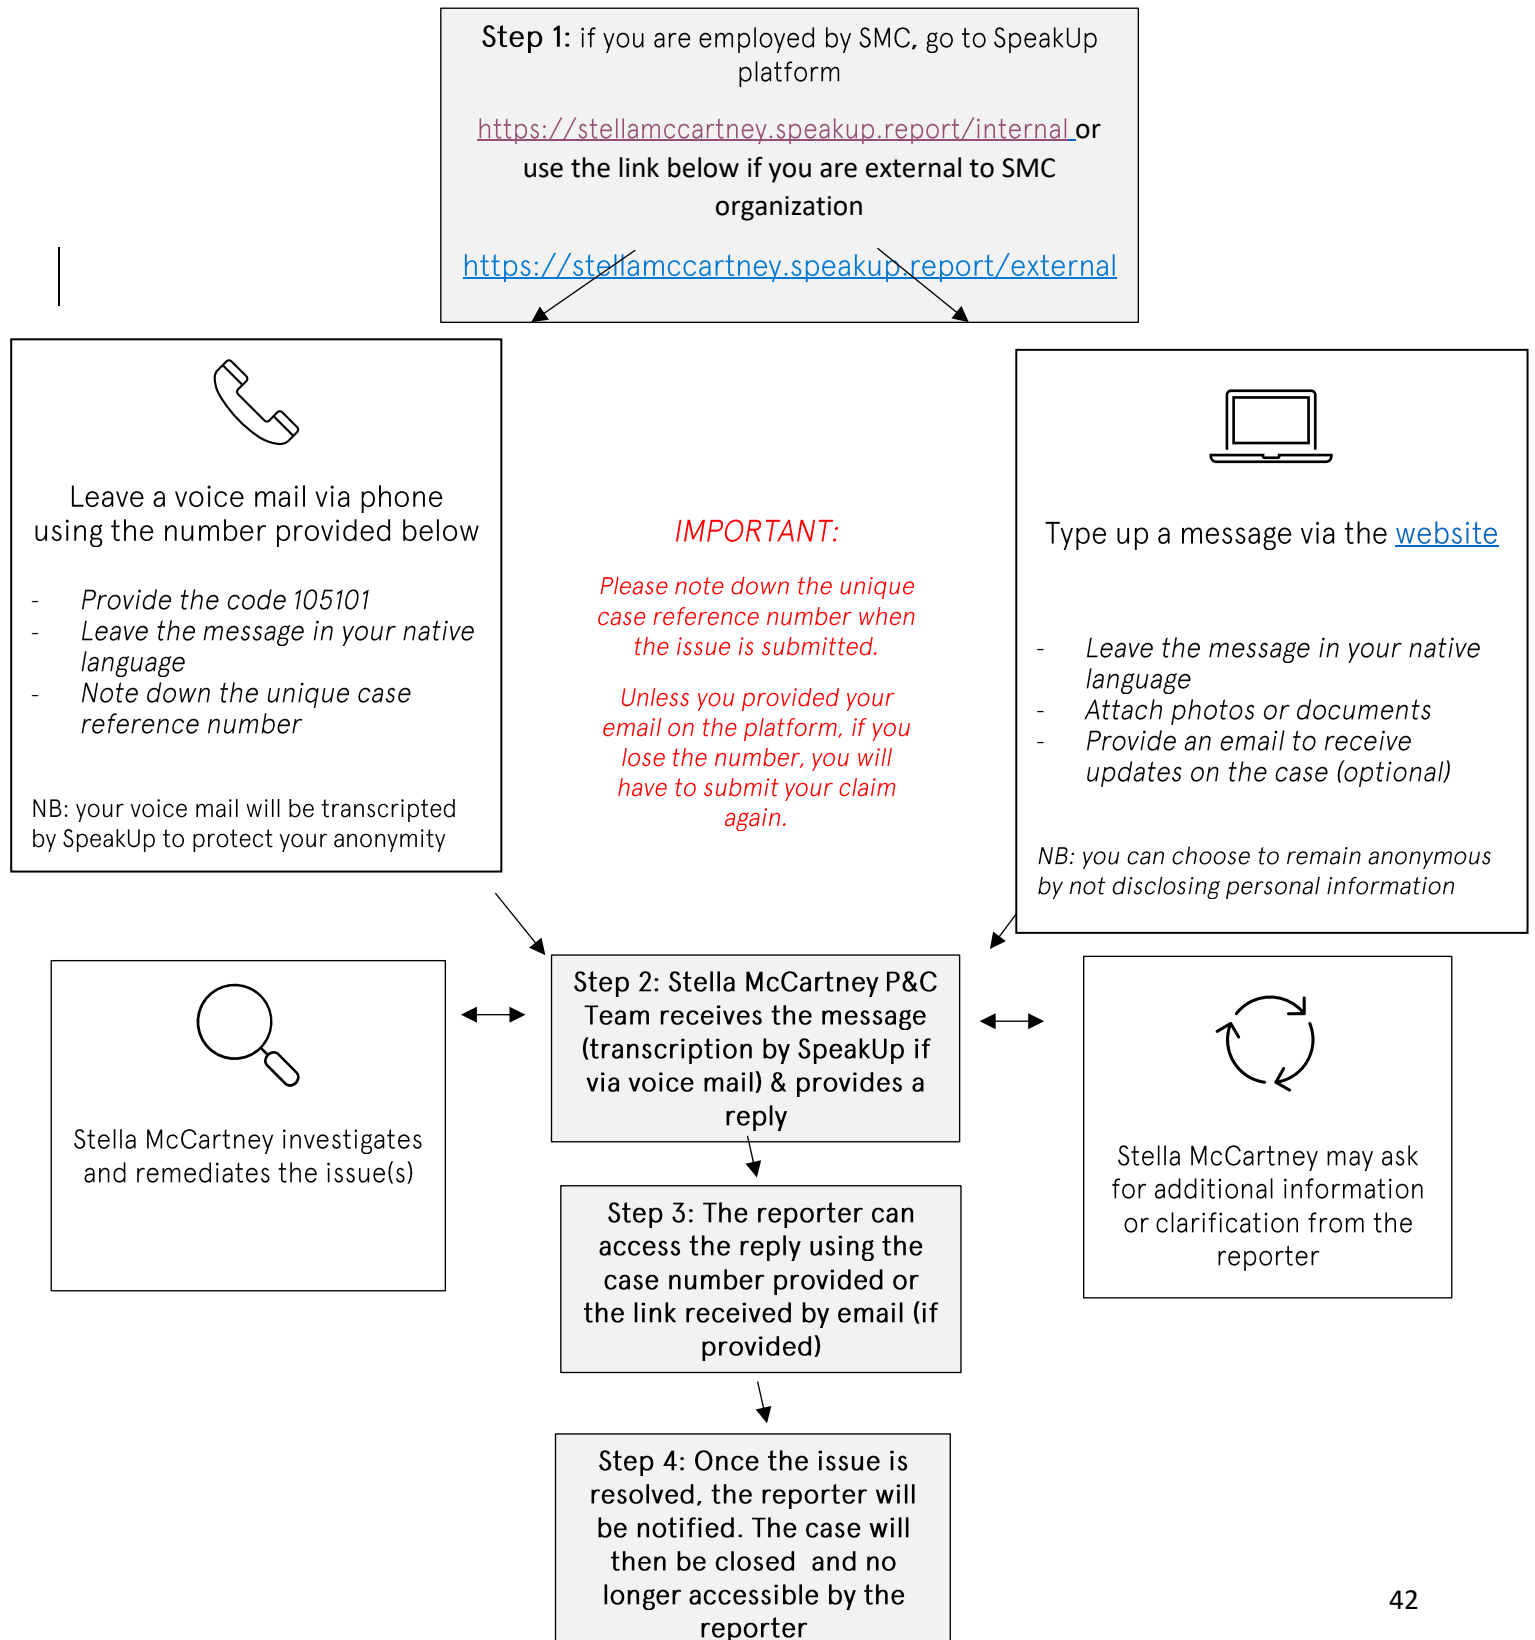 Step 1: if you are employed by SMC, go to SpeakUp
platform
https://stellamccartney.speakup.report/internal or
use the link below if you are external to SMC
organization
https://stellamccartney.speakup.report/external
Leave a voice mail via phone
using the number provided below
- Provide the code 105101
- Leave the message in your native
language
- Note down the unique case
reference number
NB: your voice mail will be transcripted
by SpeakUp to protect your anonymity
IMPORTANT:
Please note down the unique
case reference number when
the issue is submitted.
Unless you provided your
email on the platform, if you
lose the number, you will
have to submit your claim
again.
Type up a message via the website
- Leave the message in your native
language
- Attach photos or documents
- Provide an email to receive
updates on the case (optional)
NB: you can choose to remain anonymous
by not disclosing personal information
Stella McCartney investigates
and remediates the issue(s)
Step 2: Stella McCartney P&C
Team receives the message
(transcription by SpeakUp if
via voice mail) & provides a
reply
Stella McCartney may ask
for additional information
or clarification from the
reporter
Step 3: The reporter can
access the reply using the
case number provided or
the link received by email (if
provided)
Step 4: Once the issue is
resolved, the reporter will
be notified. The case will
then be closed and no
longer accessible by the
reporter
42